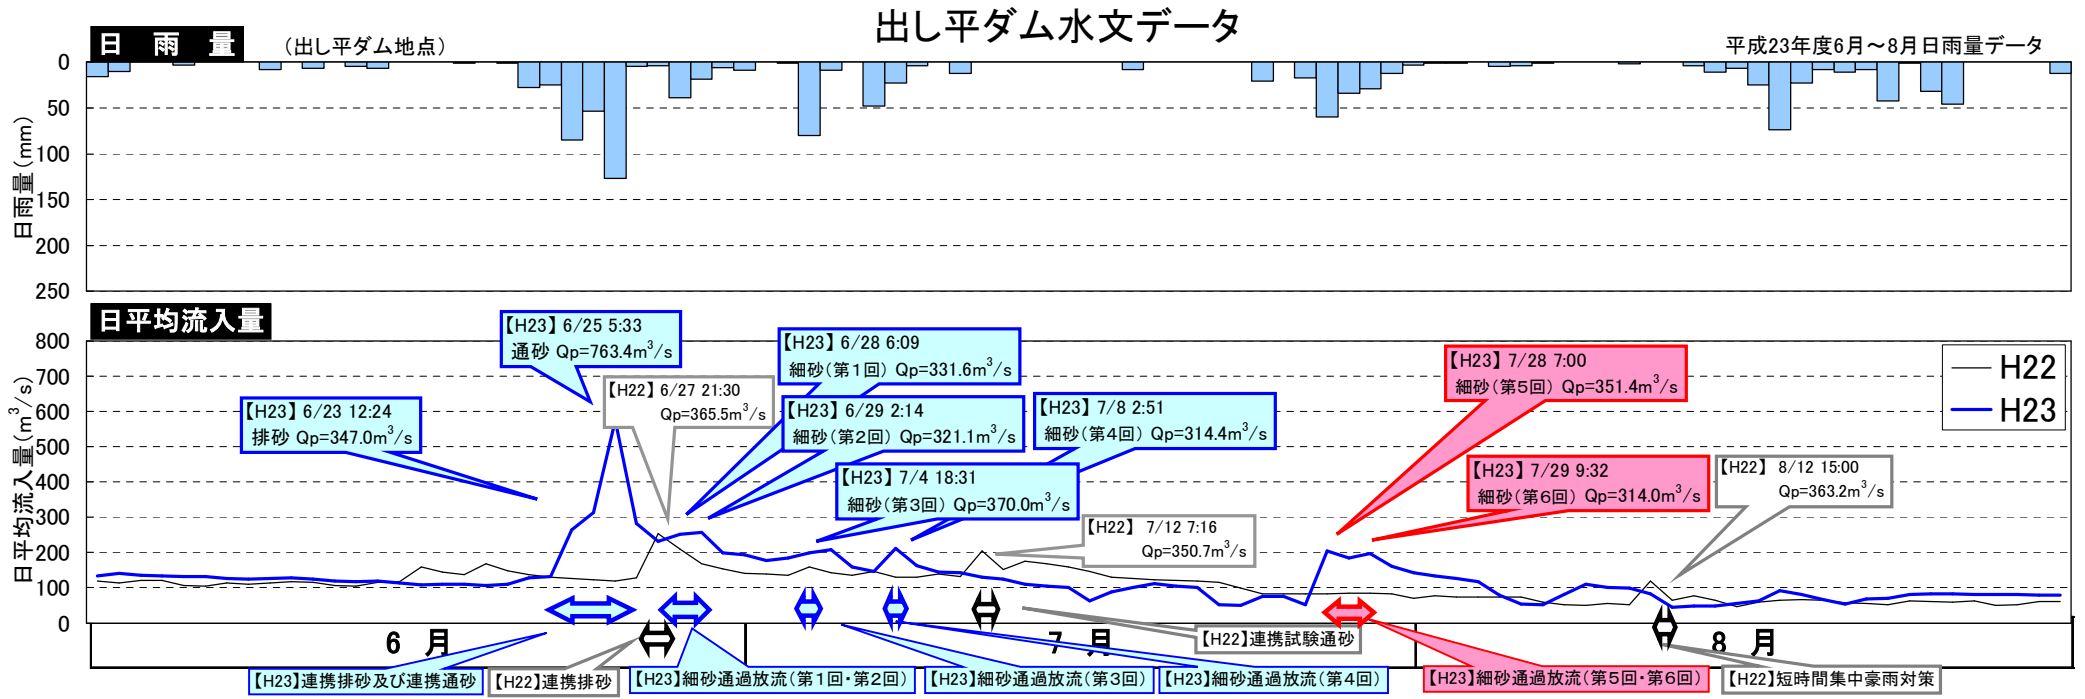 出し平ダム水文データ
日　雨　量
（出し平ダム地点）
平成23年度6月～8月日雨量データ
日雨量（mm）
0
50
100
150
200
250
日平均流入量
日平均流入量（m³/s）
800
700
600
500
400
300
200
100
0
【H23】 6/25 5:33
通砂 Qp=763.4m³/s
【H22】 6/27 21:30
Qp=365.5m³/s
【H23】 6/23 12:24
排砂 Qp=347.0m³/s
【H23】 6/28 6:09
細砂（第１回） Qp=331.6m³/s
【H23】 6/29 2:14
細砂（第２回） Qp=321.1m³/s
【H23】 7/4 18:31
細砂（第３回） Qp=370.0m³/s
【H23】 7/8 2:51
細砂（第４回） Qp=314.4m³/s
【H22】 7/12 7:16
Qp=350.7m³/s
【H23】 7/28 7:00
細砂（第５回） Qp=351.4m³/s
【H23】 7/29 9:32
細砂（第６回） Qp=314.0m³/s
【H22】 8/12 15:00
Qp=363.2m³/s
H22
H23
6 月
7 月
8 月
【H22】連携試験通砂
【H23】連携排砂及び連携通砂
【H22】連携排砂
【H23】細砂通過放流（第１回・第２回）
【H23】細砂通過放流（第３回）
【H23】細砂通過放流（第４回）
【H23】細砂通過放流（第５回・第６回）
【H22】短時間集中豪雨対策